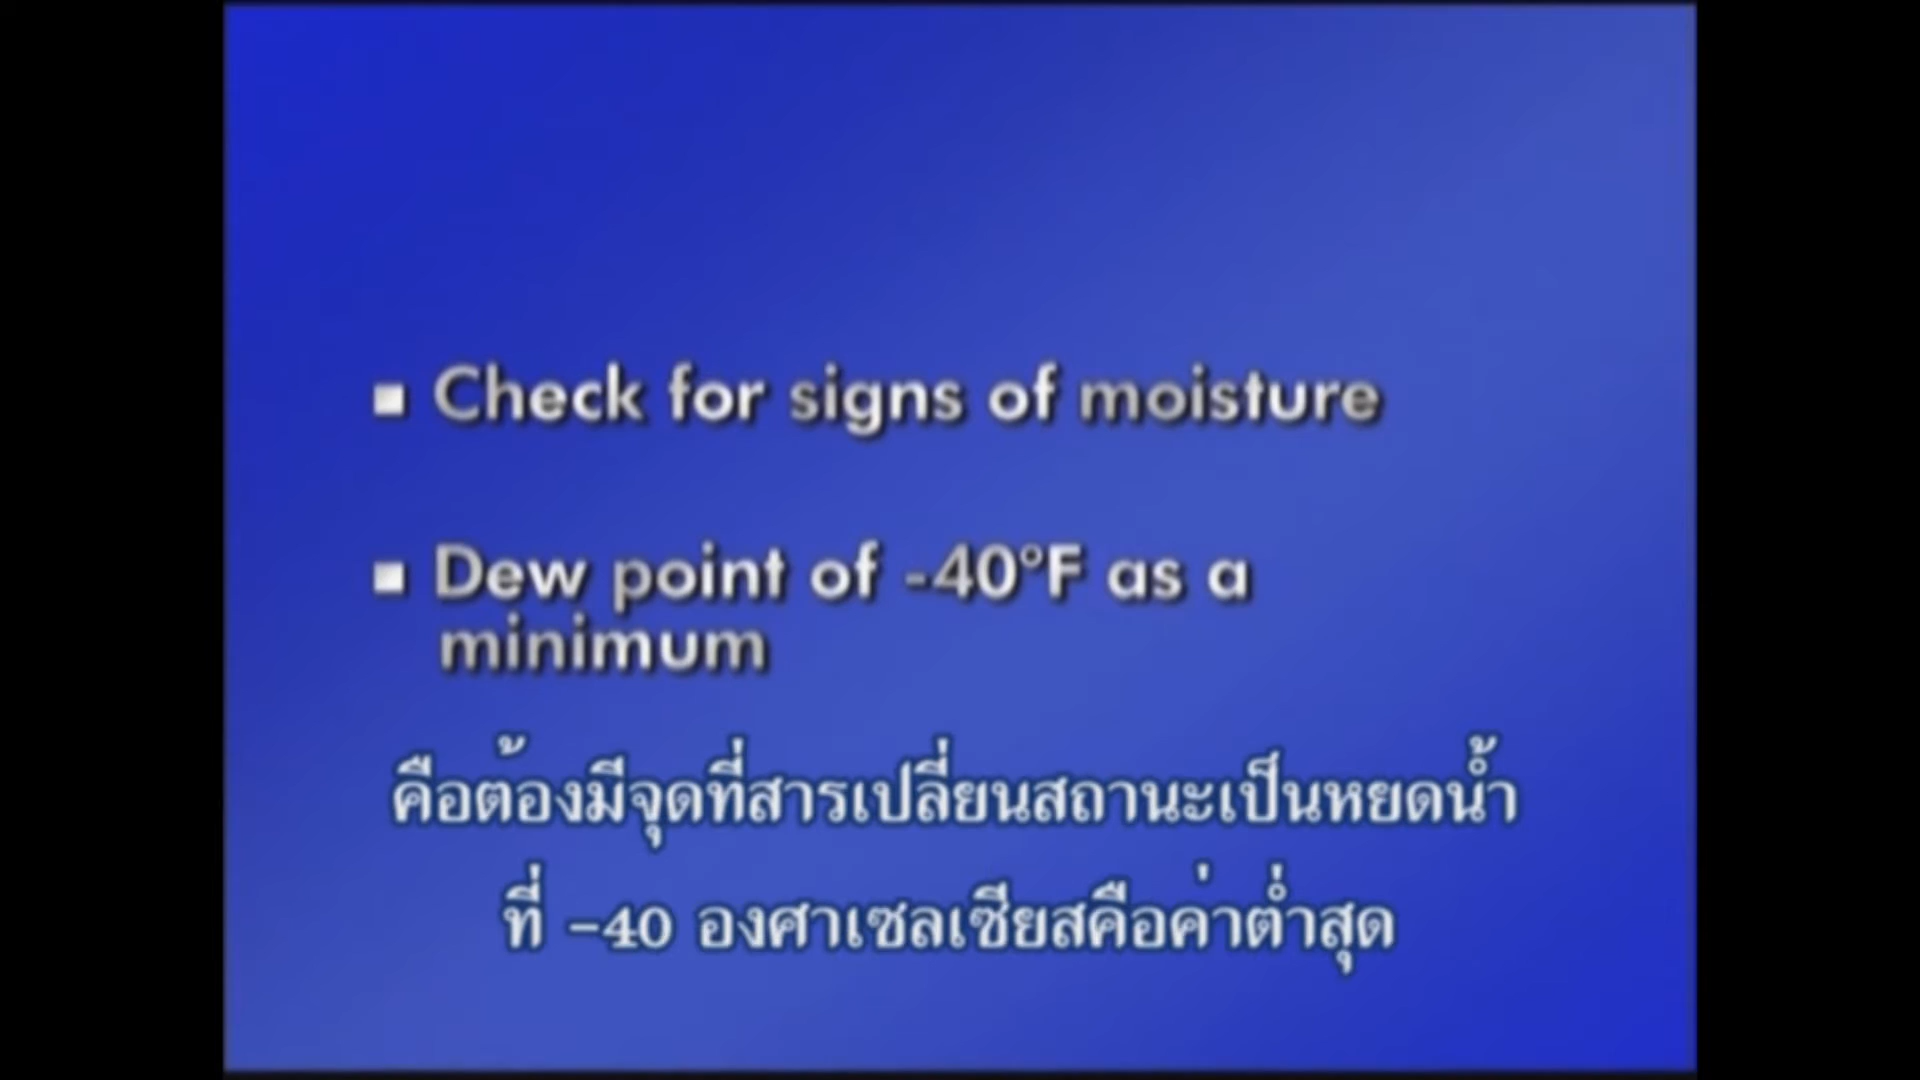 ▪ Check for signs of moisture
▪ Dew point of -40°F as a
minimum
คือต้องมีจุดที่สารเปลี่ยนสถานะเป็นหยดน้ำ
ที่ -40 องศาเซลเซียสคือค่าต่ำสุด